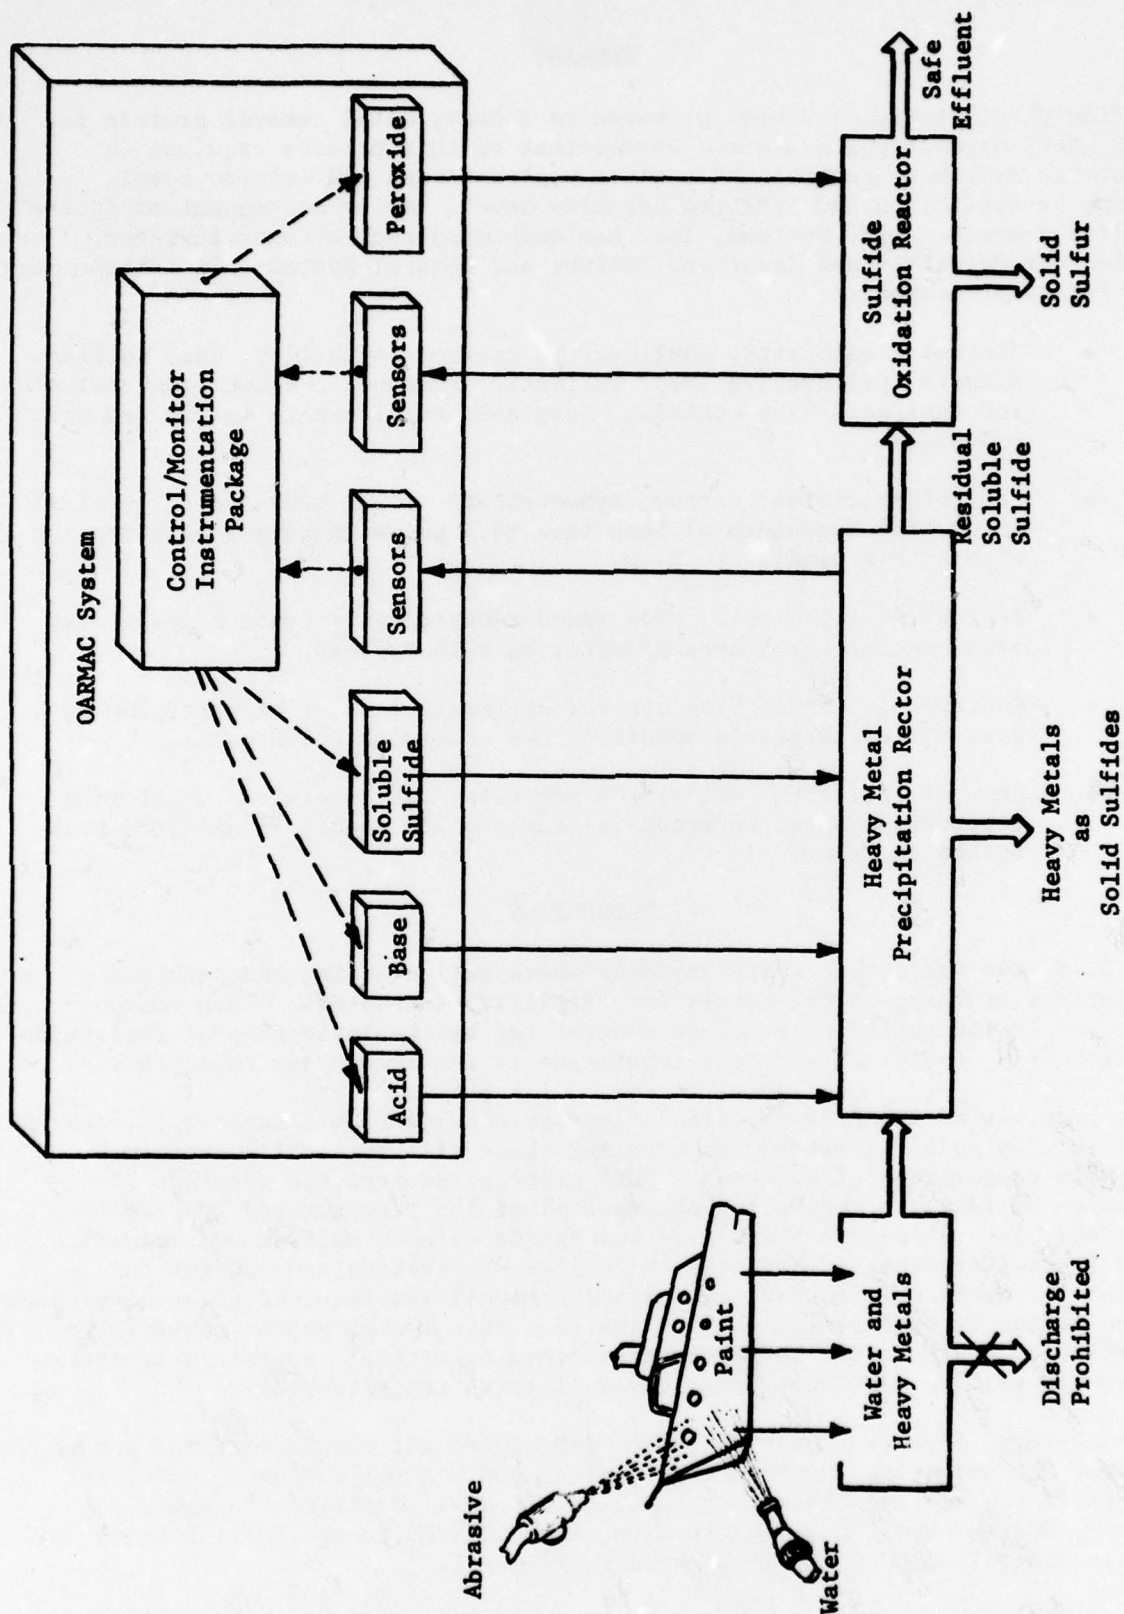 OARMAC System
Control/Monitor
Instrumentation
Package
Acid
Base
Soluble
Sulfide
Sensors
Sensors
Peroxide
Abrasive
Water
Paint
Water and
Heavy Metals
Discharge
Prohibited
Heavy Metal
Precipitation Rector
Heavy Metals
as
Solid Sulfides
Residual
Soluble
Sulfide
Sulfide
Oxidation Reactor
Solid
Sulfur
Safe
Effluent